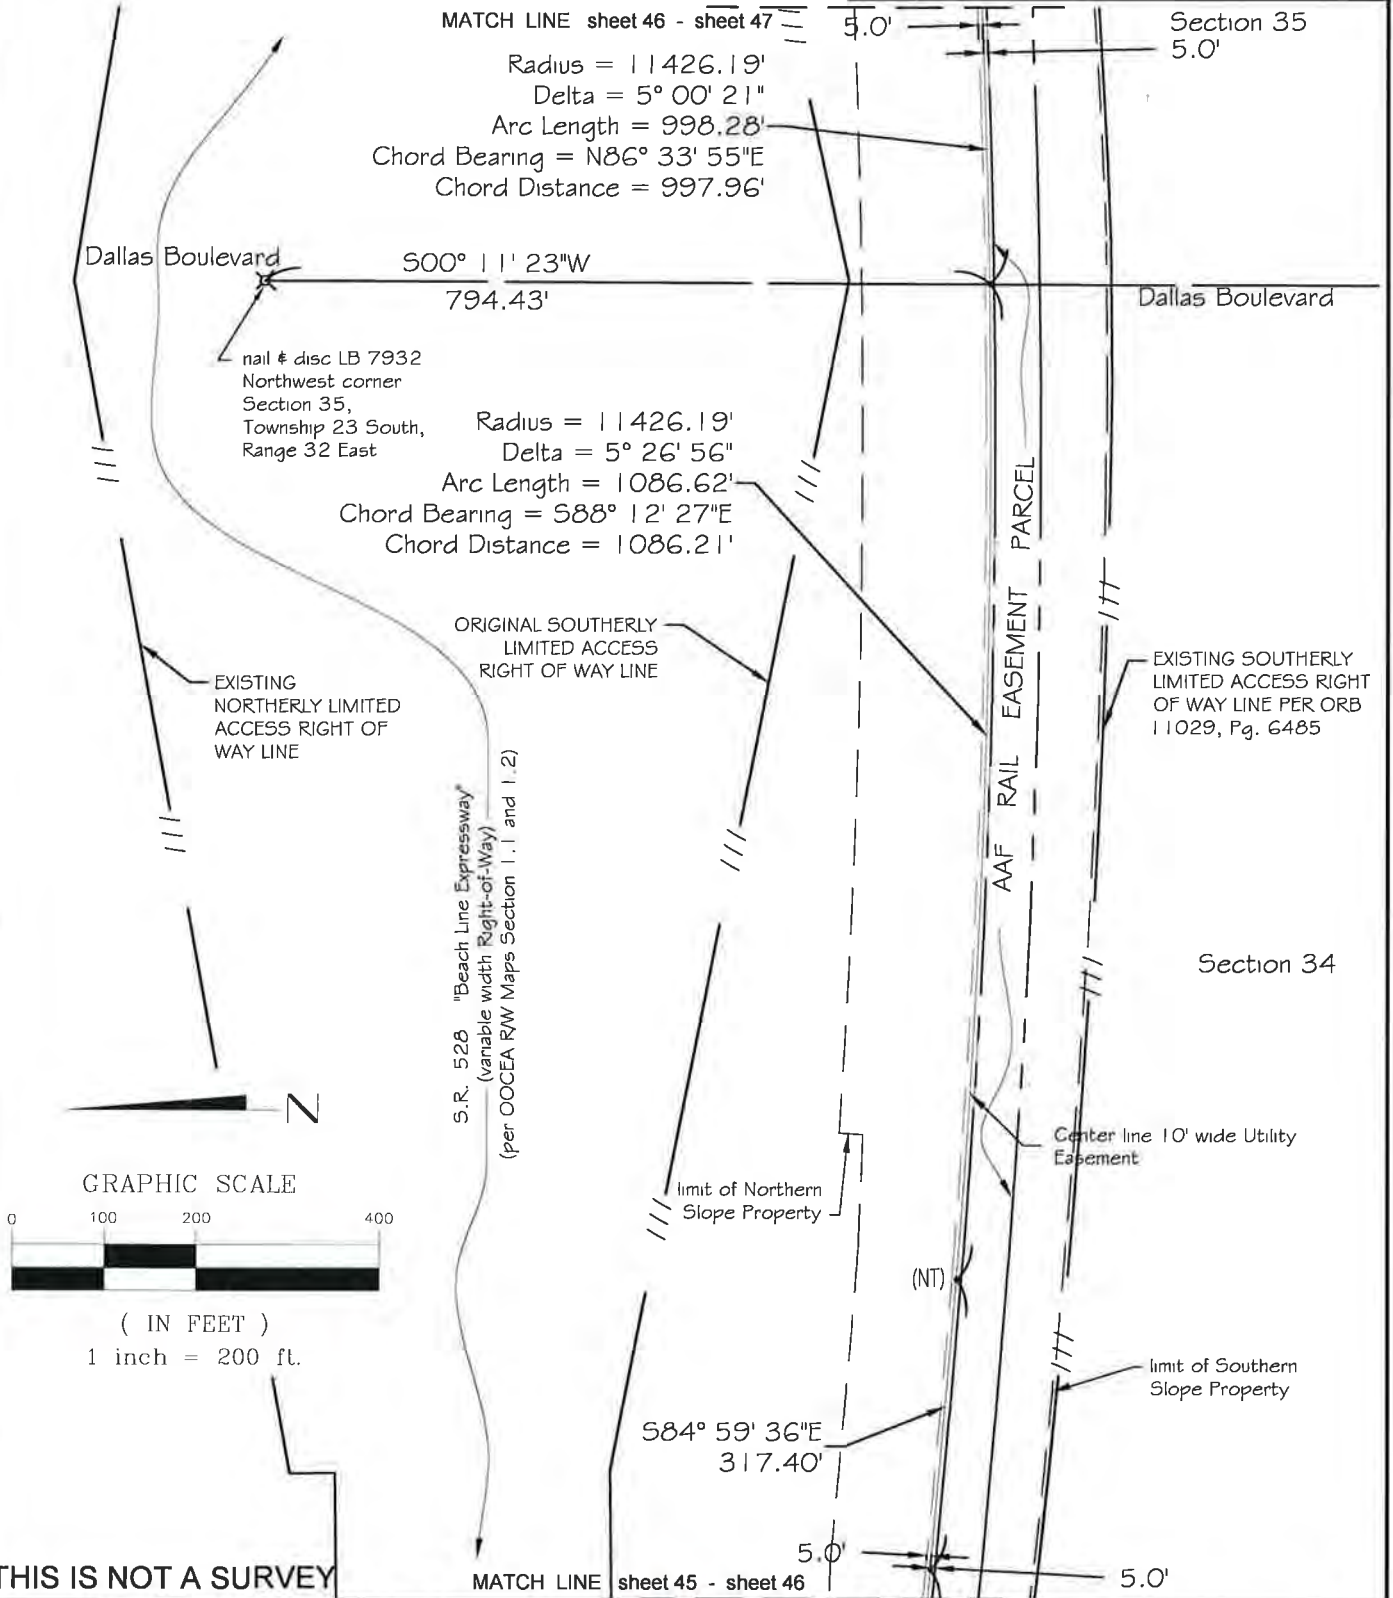 MATCH LINE sheet 46 - sheet 47
5.0'
Section 35
5.0'
Radius = 11426.19'
Delta = 5° 00' 21"
Arc Length = 998.28'
Chord Bearing = N86° 33' 55"E
Chord Distance = 997.96'
Dallas Boulevard
S00° 11' 23"W
794.43'
Dallas Boulevard
nail & disc LB 7932
Northwest corner
Section 35,
Township 23 South,
Range 32 East
Radius = 11426.19'
Delta = 5° 26' 56"
Arc Length = 1086.62'
Chord Bearing = S88° 12' 27"E
Chord Distance = 1086.21'
AAF RAIL EASEMENT PARCEL
ORIGINAL SOUTHERLY
LIMITED ACCESS
RIGHT OF WAY LINE
EXISTING
NORTHERLY LIMITED
ACCESS RIGHT OF
WAY LINE
EXISTING SOUTHERLY
LIMITED ACCESS RIGHT
OF WAY LINE PER ORB
11029, Pg. 6485
S.R. 528 "Beach Line Expressway"
(variable width Right-of-Way)
(per OOCEA R/W Maps Section 1.1 and 1.2)
Section 34
N
Center line 10' wide Utility
Easement
GRAPHIC SCALE
0 100 200 400
( IN FEET )
1 inch = 200 ft.
limit of Northern
Slope Property
(NT)
limit of Southern
Slope Property
S84° 59' 36"E
317.40'
5.0'
5.0'
THIS IS NOT A SURVEY
MATCH LINE sheet 45 - sheet 46